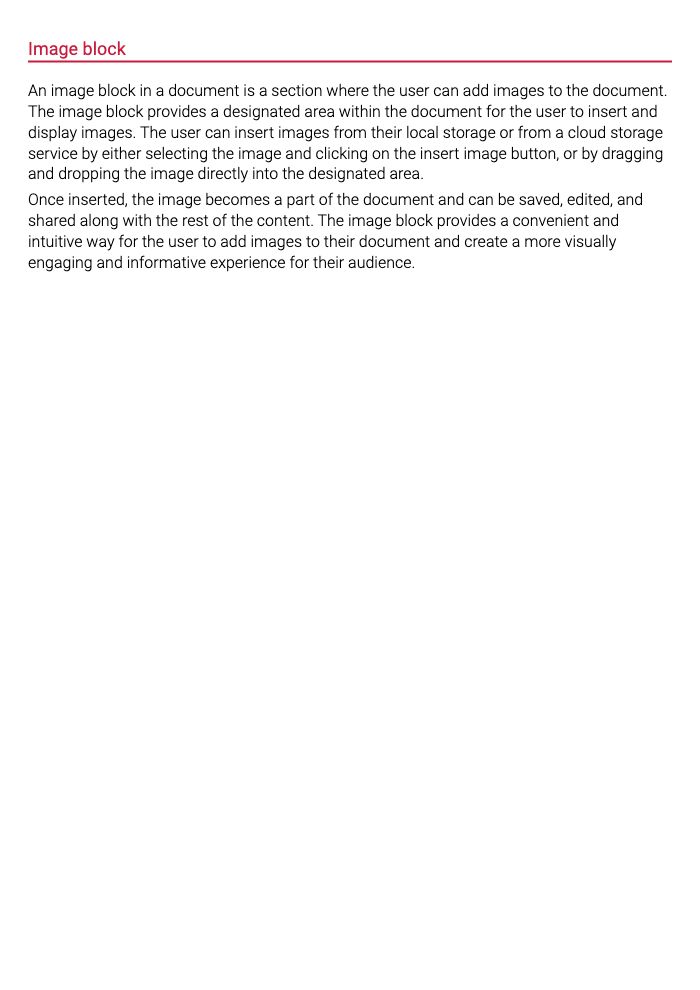 Image block
An image block in a document is a section where the user can add images to the document.
The image block provides a designated area within the document for the user to insert and
display images. The user can insert images from their local storage or from a cloud storage
service by either selecting the image and clicking on the insert image button, or by dragging
and dropping the image directly into the designated area.
Once inserted, the image becomes a part of the document and can be saved, edited, and
shared along with the rest of the content. The image block provides a convenient and
intuitive way for the user to add images to their document and create a more visually
engaging and informative experience for their audience.